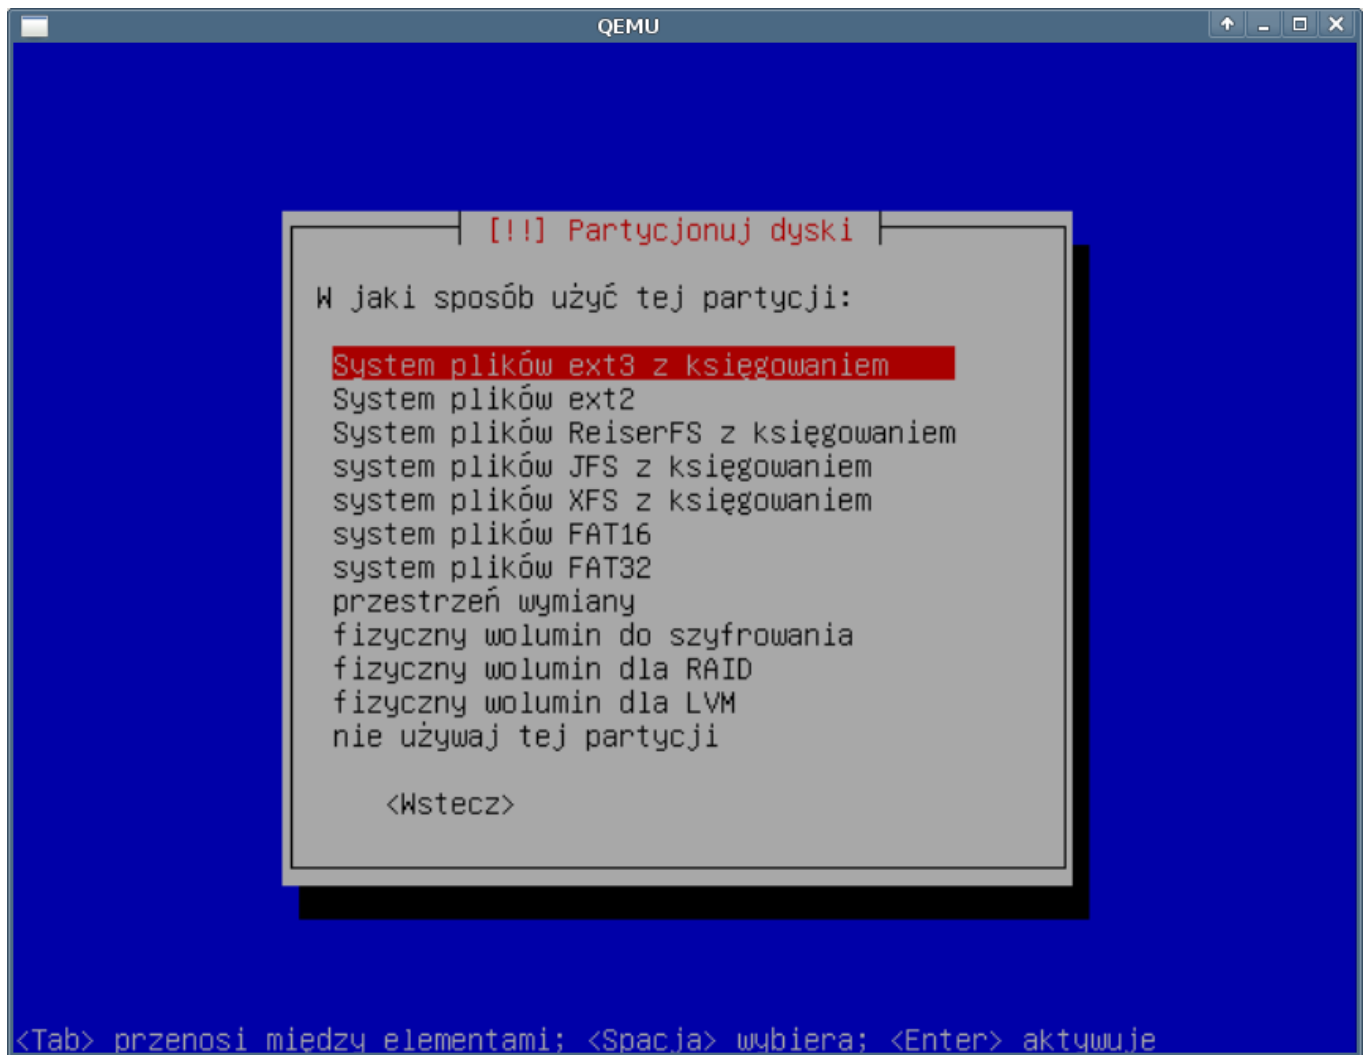 QEMU
[!!] Partycjonuj dyski
W jaki sposób użyć tej partycji:
System plików ext3 z księgowaniem
System plików ext2
System plików ReiserFS z księgowaniem
system plików JFS z księgowaniem
system plików XFS z księgowaniem
system plików FAT16
system plików FAT32
przestrzeń wymiany
fizyczny wolumin do szyfrowania
fizyczny wolumin dla RAID
fizyczny wolumin dla LVM
nie używaj tej partycji
<Wstecz>
<Tab> przenosi między elementami; <Spacja> wybiera; <Enter> aktywuje